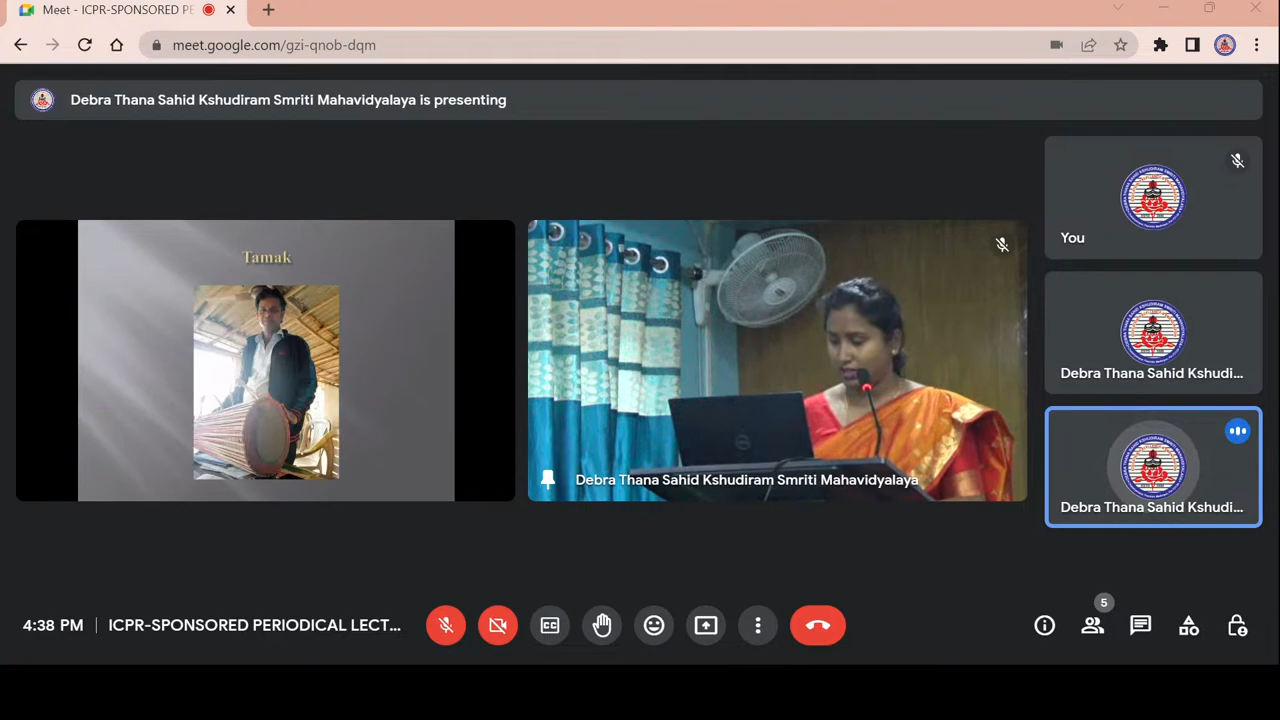 Meet - ICPR-SPONSORED PE
meet.google.com/gzi-qnob-dqm
Debra Thana Sahid Kshudiram Smriti Mahavidyalaya is presenting
You
Tamak
Debra Thana Sahid Kshudi...
Debra Thana Sahid Kshudiram Smriti Mahavidyalaya
Debra Thana Sahid Kshudi...
5
4:38 PM | ICPR-SPONSORED PERIODICAL LECT...